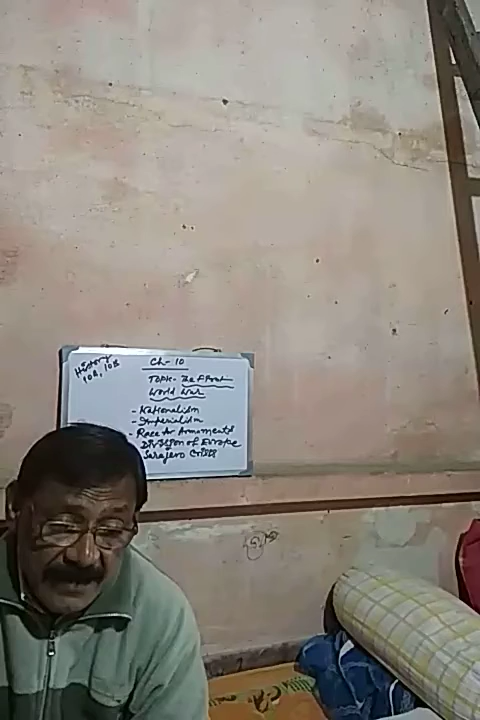 History
10A, 10B
Ch- 10
Topic- The First
World War
- Nationalism
- Imperialism
- Race for Armaments
Division of Europe
Sarajevo Crisis